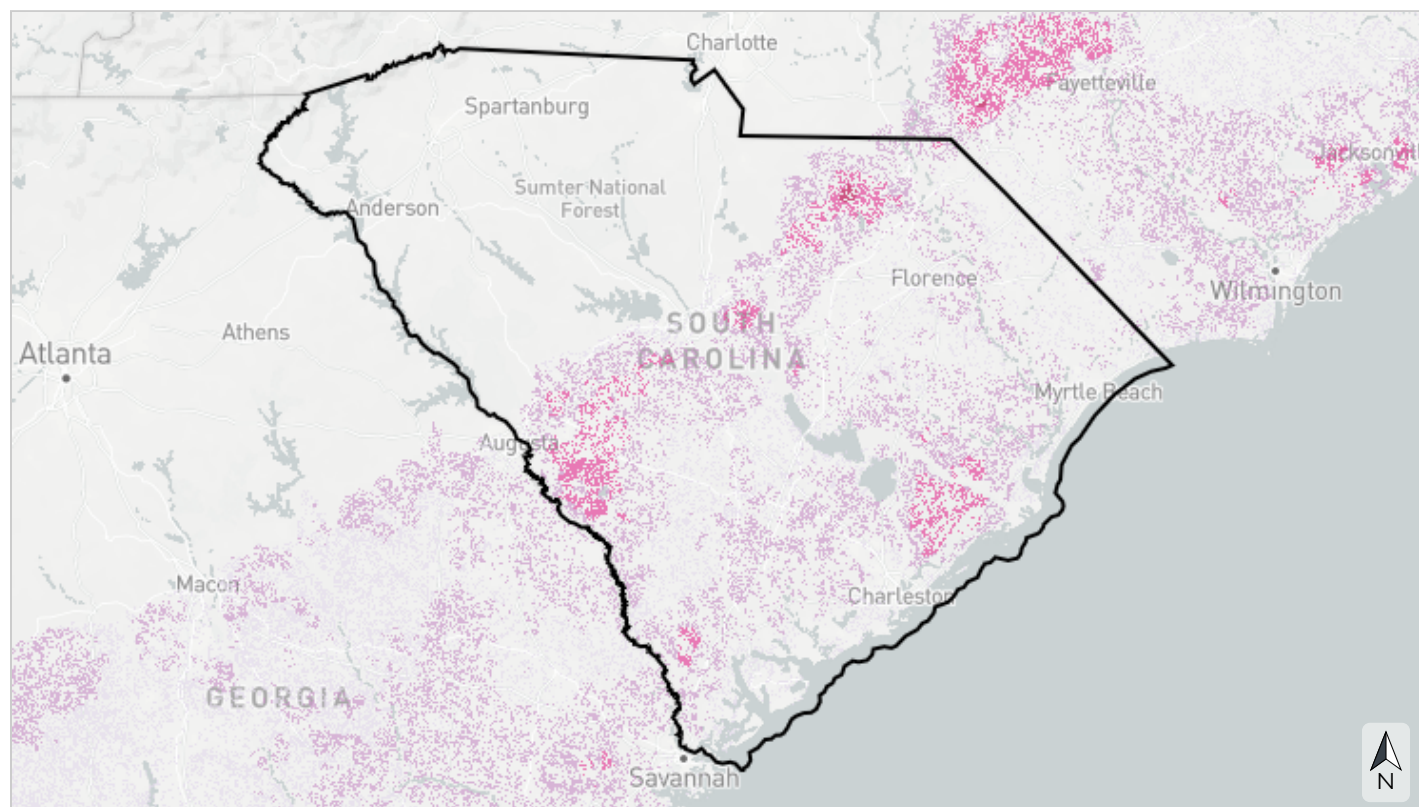 Charlotte
Fayetteville
Spartanburg
Jacksonvill
Sumter National
Forest
Anderson
Florence
Wilmington
SOUTH
CAROLINA
Athens
Atlanta
Myrtle Beach
Augusta
Macon
Charleston
GEORGIA
Savannah
N